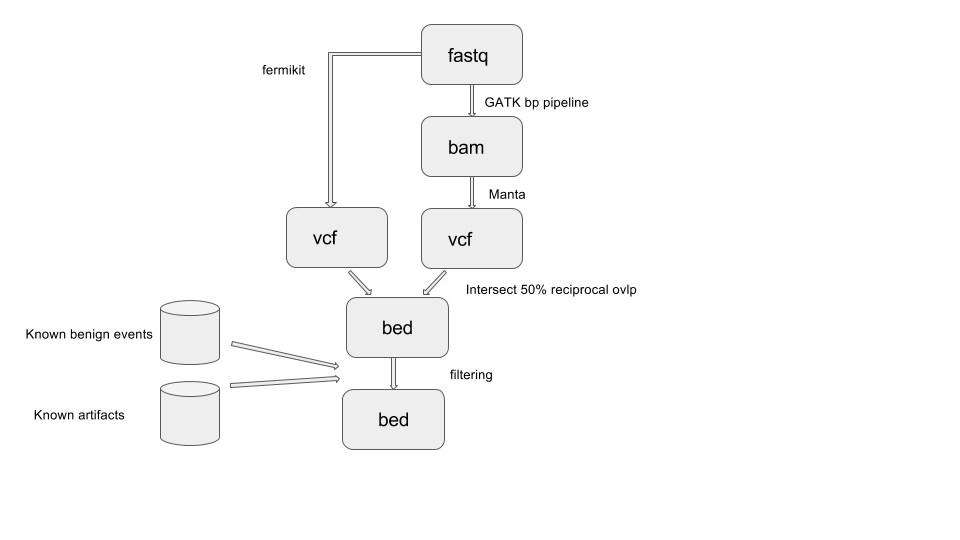 fastq
fermikit
GATK bp pipeline
bam
Manta
vcf
vcf
Intersect 50% reciprocal ovlp
bed
Known benign events
filtering
Known artifacts
bed